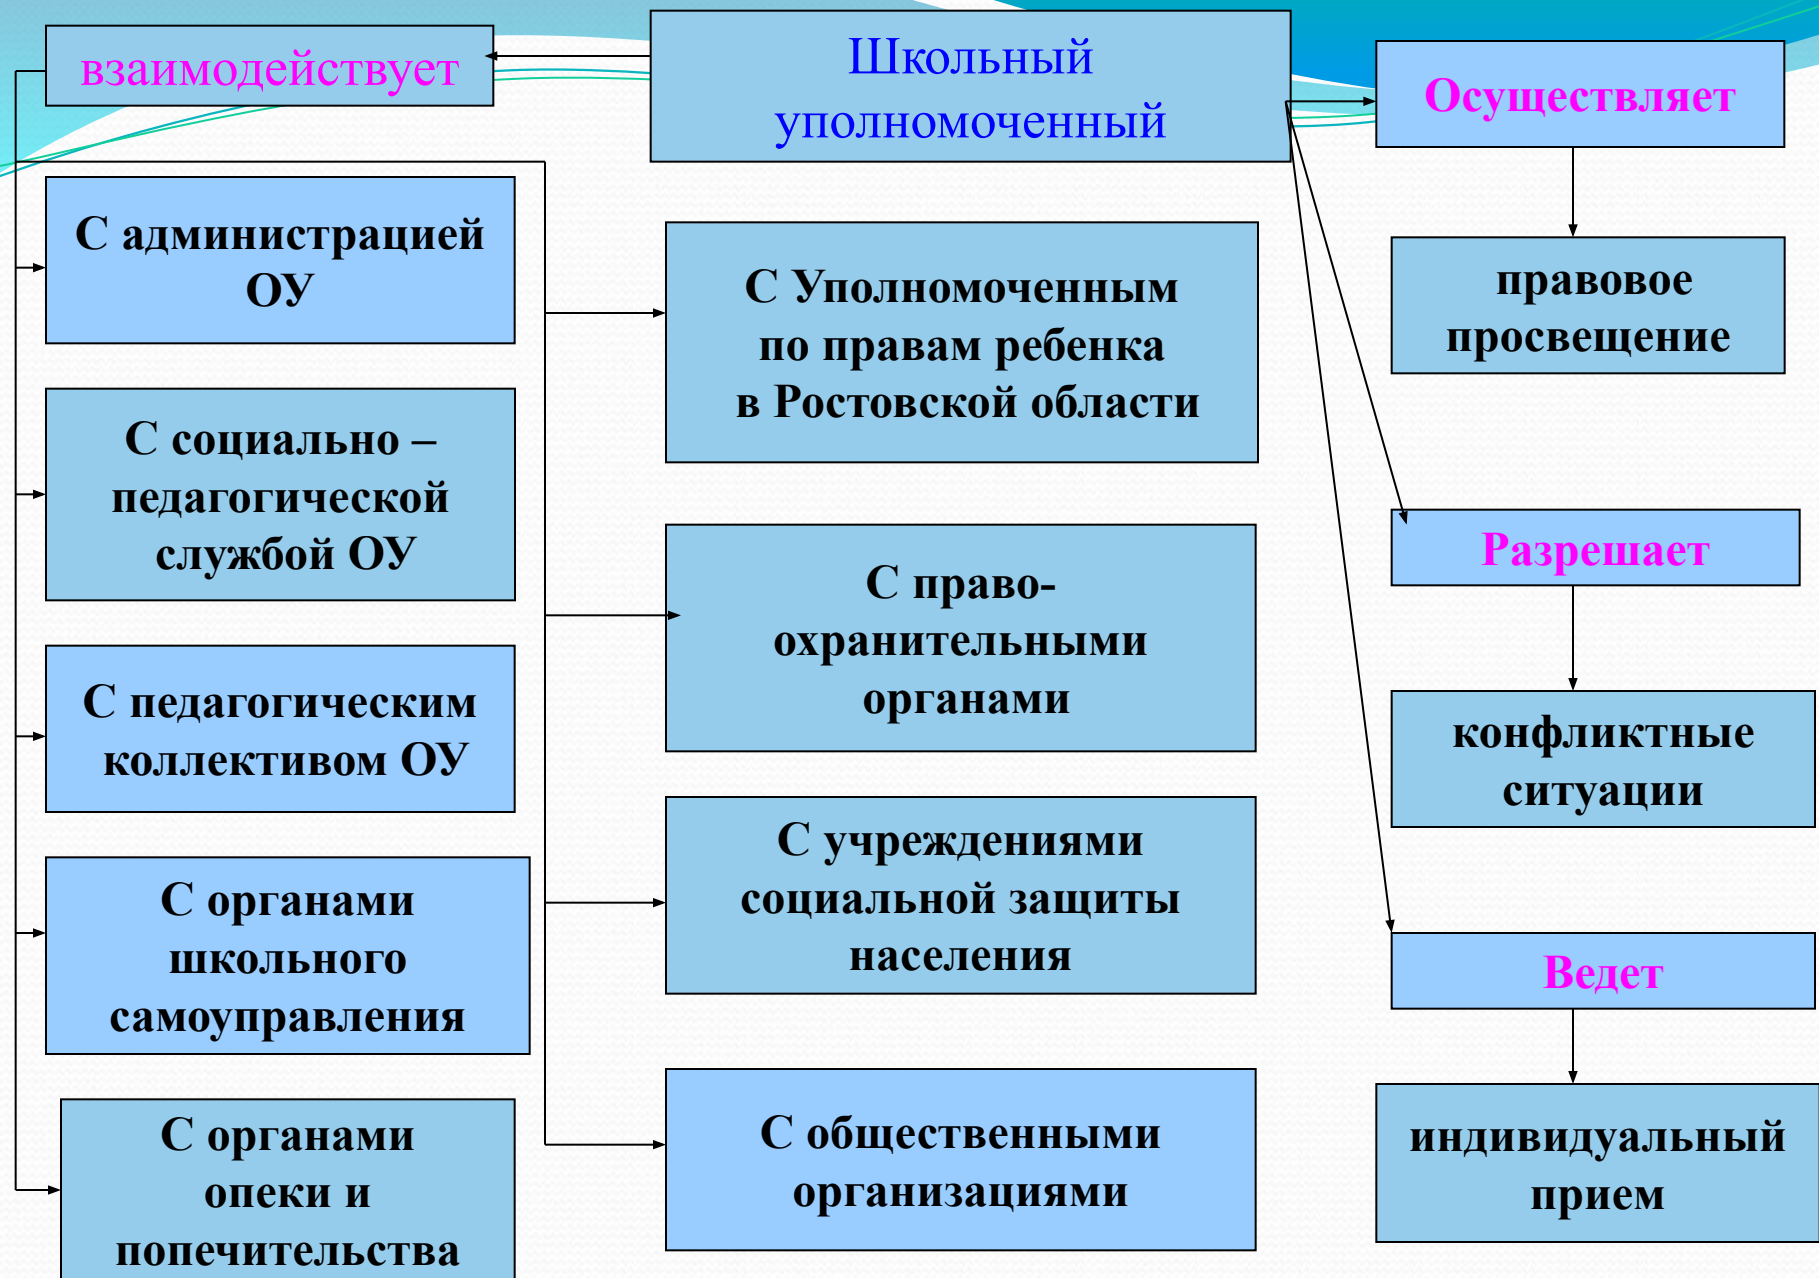 взаимодействует
Школьный
уполномоченный
Осуществляет
С администрацией
ОУ
С социально –
педагогической
службой ОУ
С педагогическим
коллективом ОУ
С органами
школьного
самоуправления
С органами
опеки и
попечительства
С Уполномоченным
по правам ребенка
в Ростовской области
С право-
охранительными
органами
С учреждениями
социальной защиты
населения
С общественными
организациями
правовое
просвещение
Разрешает
конфликтные
ситуации
Ведет
индивидуальный
прием